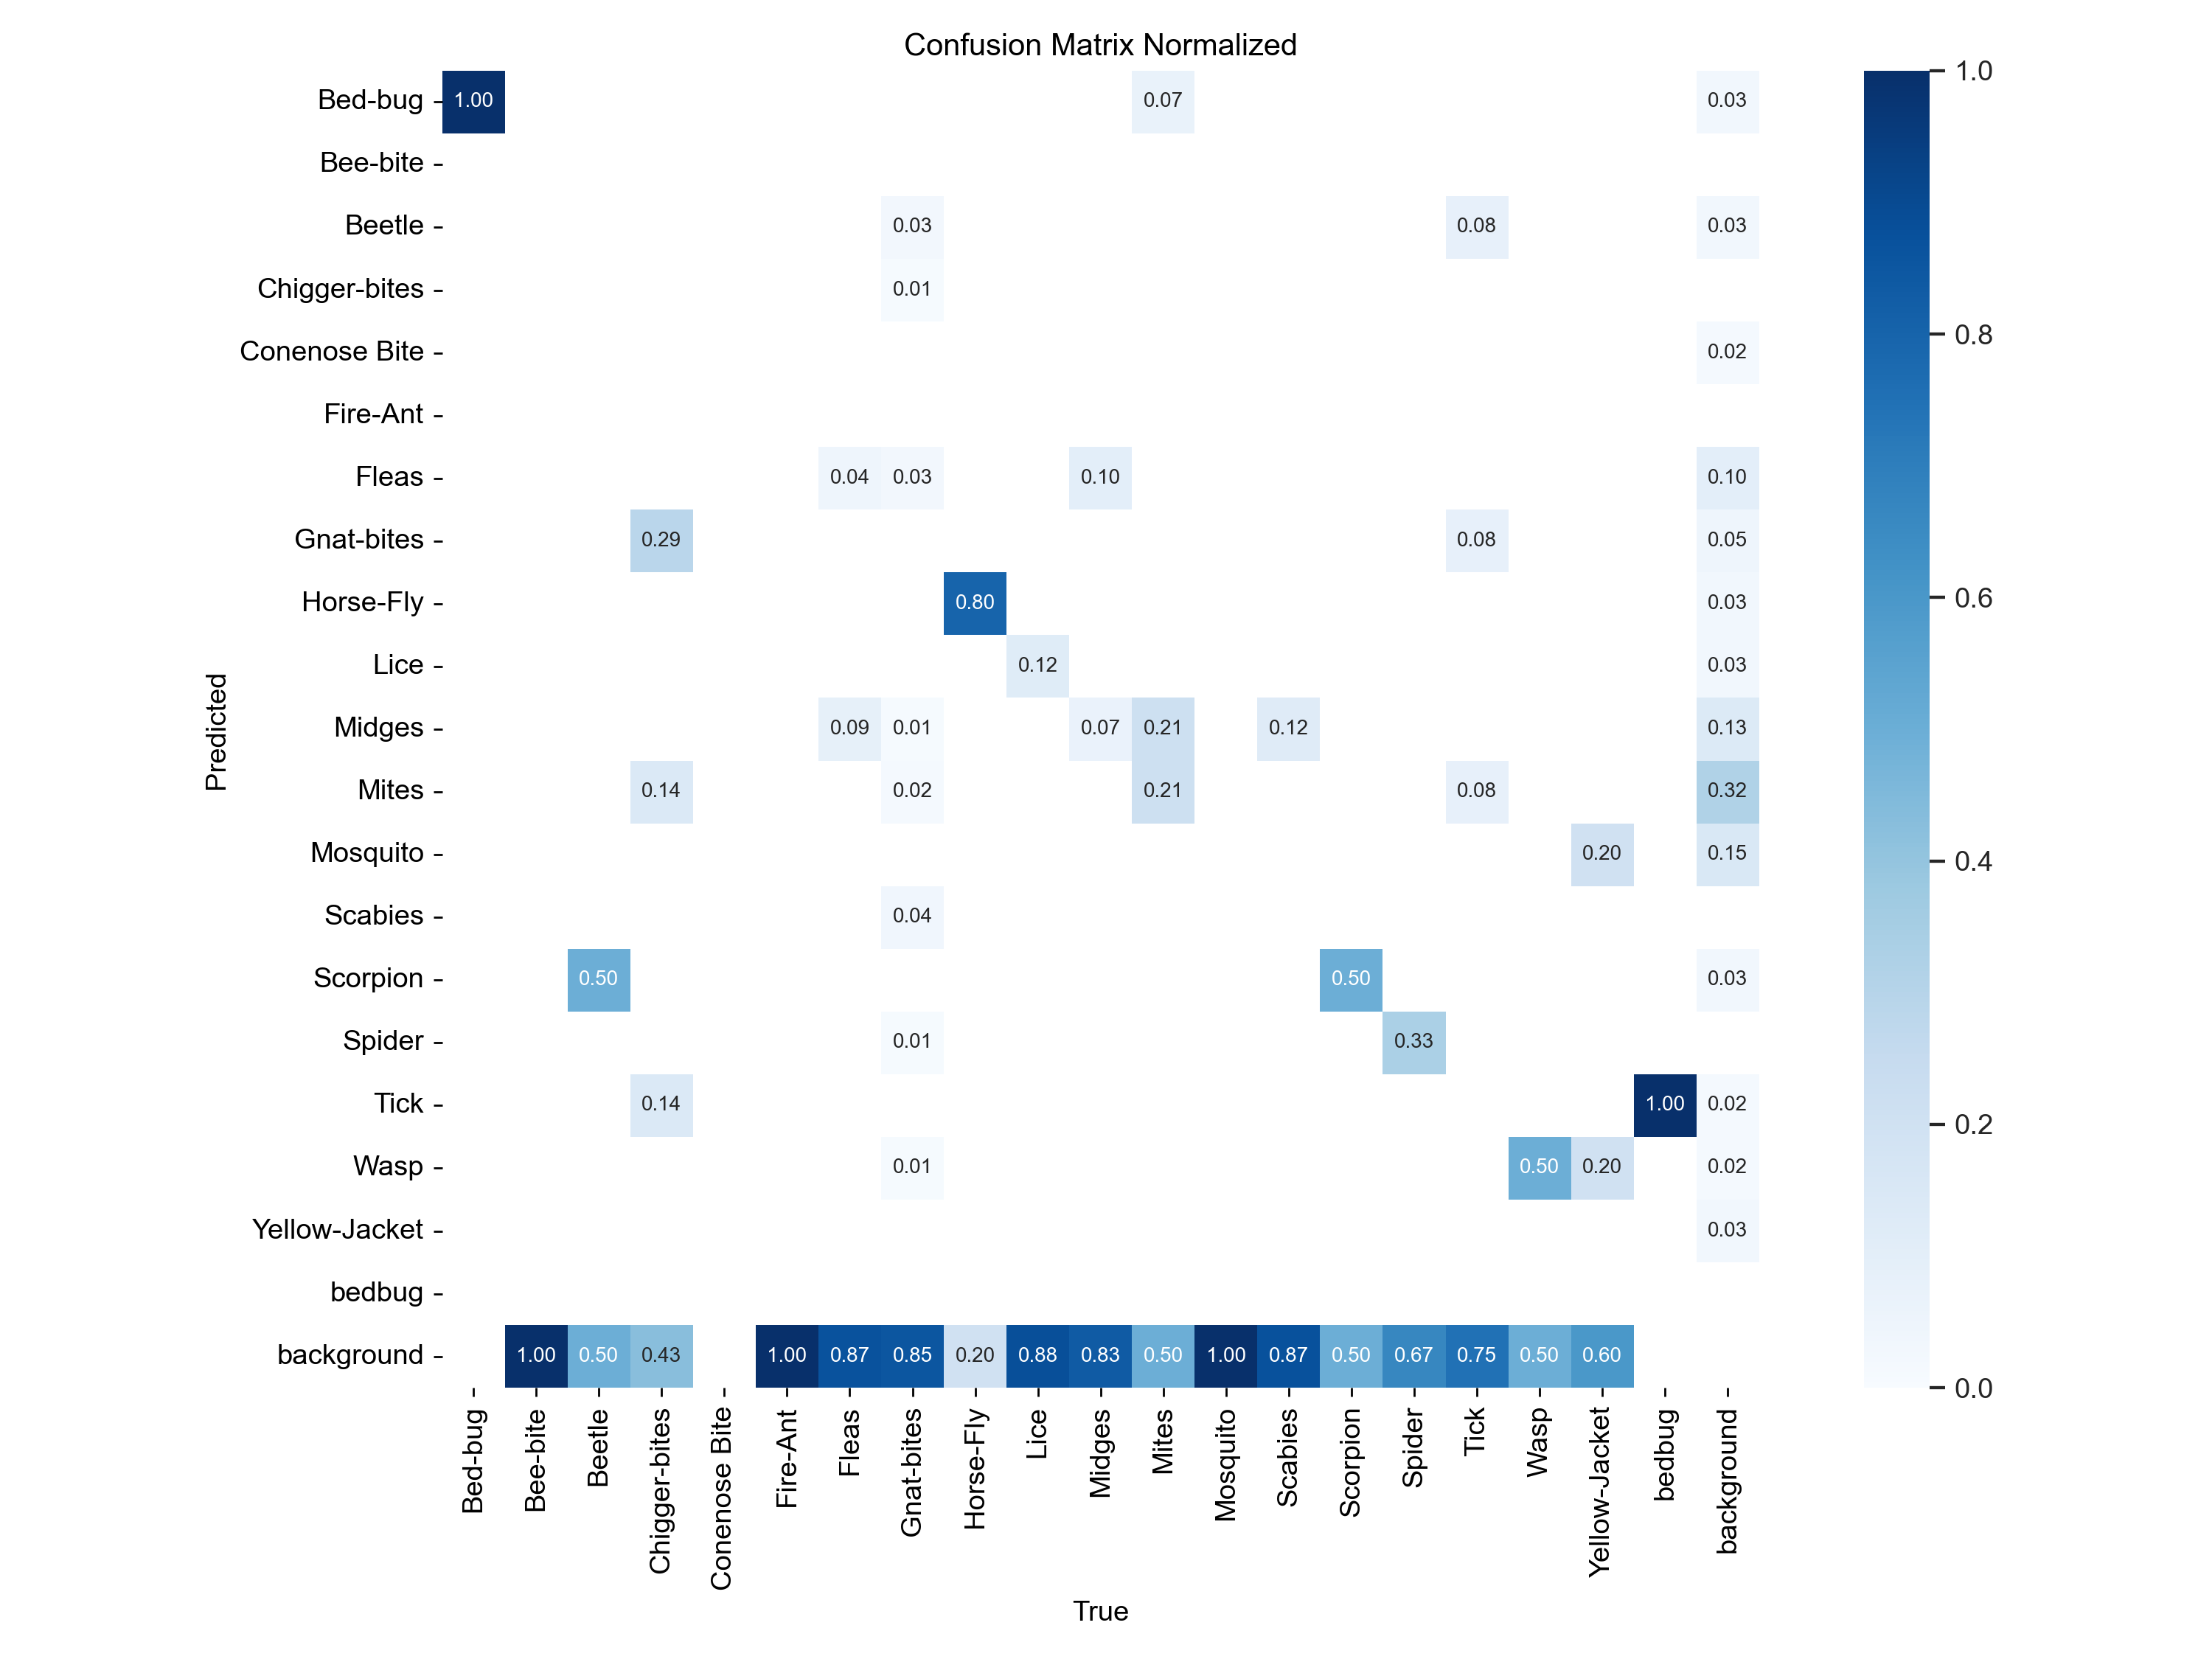 Confusion Matrix Normalized
Bed-bug 1.00 0.07 0.03 1.0
Bee-bite
Beetle 0.03 0.08 0.03
Chigger-bites 0.01
0.8
Conenose Bite 0.02
Fire-Ant
Fleas 0.04 0.03 0.10 0.10
Gnat-bites 0.29 0.08 0.05
Horse-Fly 0.80 0.03 0.6
Lice 0.12 0.03
Predicted
Midges 0.09 0.01 0.07 0.21 0.12 0.13
Mites 0.14 0.02 0.21 0.08 0.32
Mosquito 0.20 0.15 0.4
Scabies 0.04
Scorpion 0.50 0.50 0.03
Spider 0.01 0.33
Tick 0.14 1.00 0.02
0.2
Wasp 0.01 0.50 0.20 0.02
Yellow-Jacket 0.03
bedbug
background 1.00 0.50 0.43 1.00 0.87 0.85 0.20 0.88 0.83 0.50 1.00 0.87 0.50 0.67 0.75 0.50 0.60
0.0
Bed-bug Bee-bite Beetle Chigger-bites Conenose Bite Fire-Ant Fleas Gnat-bites Horse-Fly Lice Midges Mites Mosquito Scabies Scorpion Spider Tick Wasp Yellow-Jacket bedbug background
True